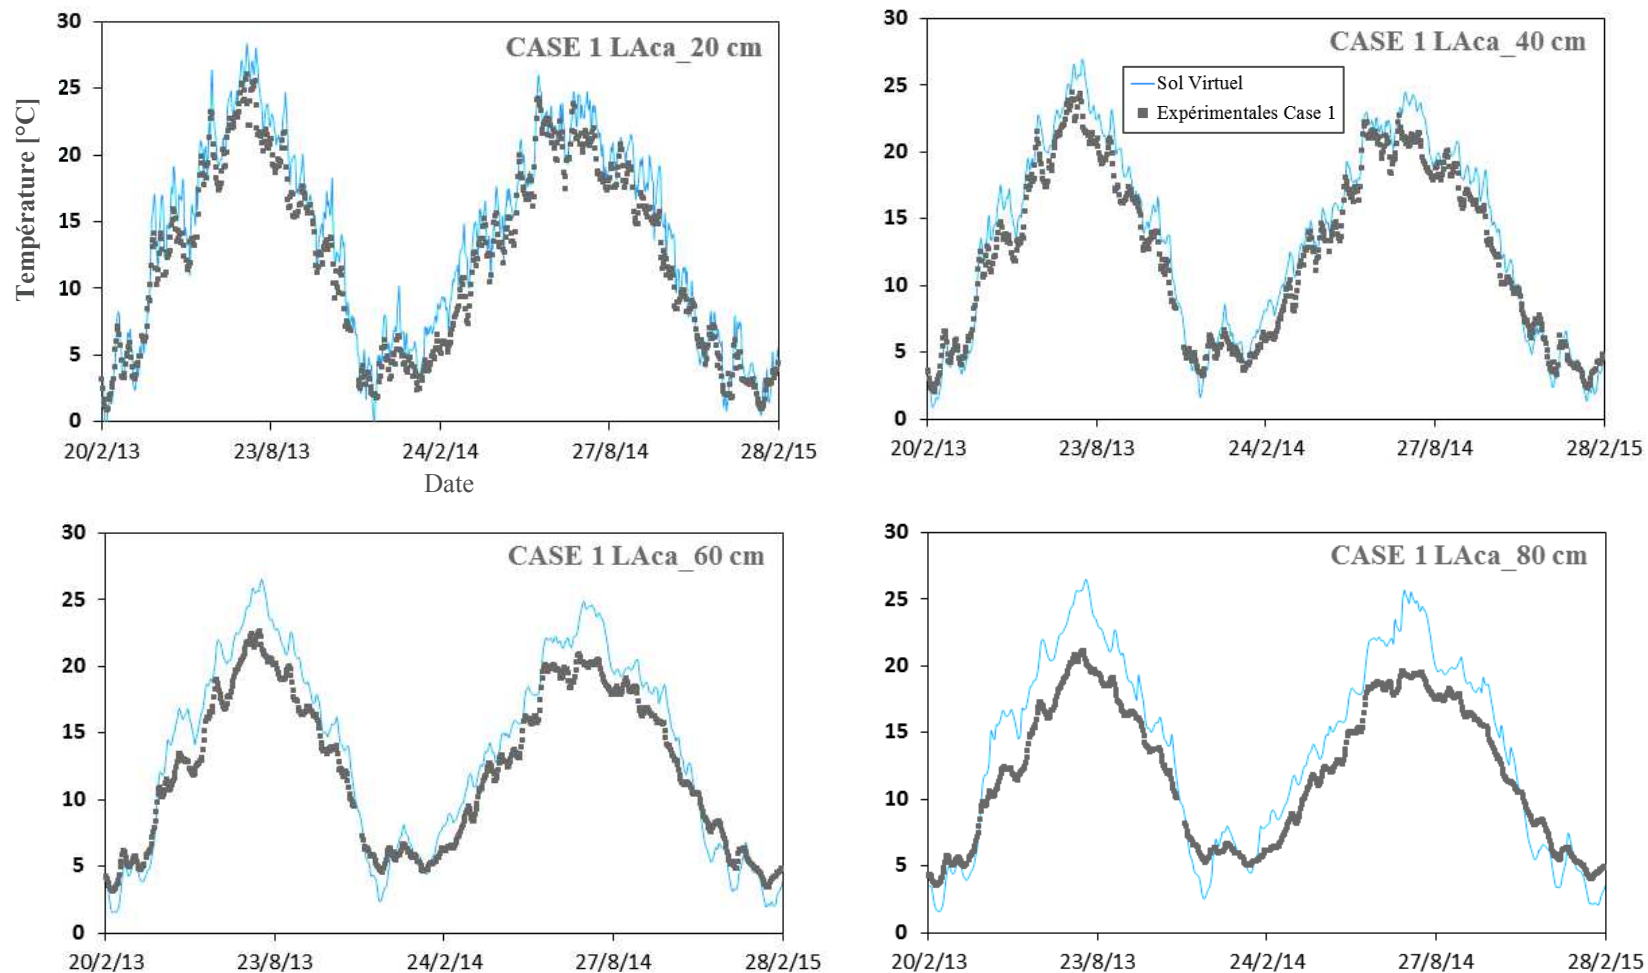 CASE 1 LAca_20 cm
Température [°C]
30
25
20
15
10
5
0
20/2/13 23/8/13 24/2/14 27/8/14 28/2/15
Date
CASE 1 LAca_40 cm
Sol Virtuel
Expérimentales Case 1
30
25
20
15
10
5
0
20/2/13 23/8/13 24/2/14 27/8/14 28/2/15
CASE 1 LAca_60 cm
30
25
20
15
10
5
0
20/2/13 23/8/13 24/2/14 27/8/14 28/2/15
CASE 1 LAca_80 cm
30
25
20
15
10
5
0
20/2/13 23/8/13 24/2/14 27/8/14 28/2/15